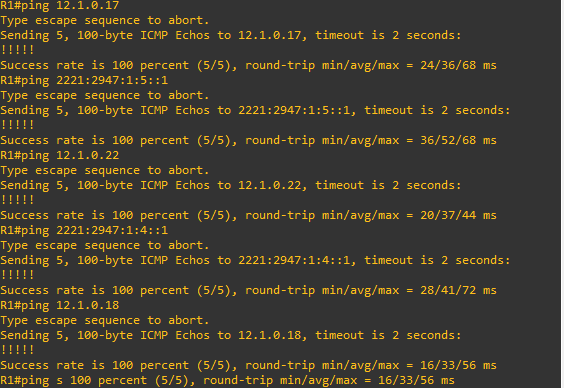 R1#ping 12.1.0.17
Type escape sequence to abort.
Sending 5, 100-byte ICMP Echos to 12.1.0.17, timeout is 2 seconds:
!!!!!
Success rate is 100 percent (5/5), round-trip min/avg/max = 24/36/68 ms
R1#ping 2221:2947:1:5::1
Type escape sequence to abort.
Sending 5, 100-byte ICMP Echos to 2221:2947:1:5::1, timeout is 2 seconds:
!!!!!
Success rate is 100 percent (5/5), round-trip min/avg/max = 36/52/68 ms
R1#ping 12.1.0.22
Type escape sequence to abort.
Sending 5, 100-byte ICMP Echos to 12.1.0.22, timeout is 2 seconds:
!!!!!
Success rate is 100 percent (5/5), round-trip min/avg/max = 20/37/44 ms
R1#ping 2221:2947:1:4::1
Type escape sequence to abort.
Sending 5, 100-byte ICMP Echos to 2221:2947:1:4::1, timeout is 2 seconds:
!!!!!
Success rate is 100 percent (5/5), round-trip min/avg/max = 28/41/72 ms
R1#ping 12.1.0.18
Type escape sequence to abort.
Sending 5, 100-byte ICMP Echos to 12.1.0.18, timeout is 2 seconds:
!!!!!
Success rate is 100 percent (5/5), round-trip min/avg/max = 16/33/56 ms
R1#ping s 100 percent (5/5), round-trip min/avg/max = 16/33/56 ms